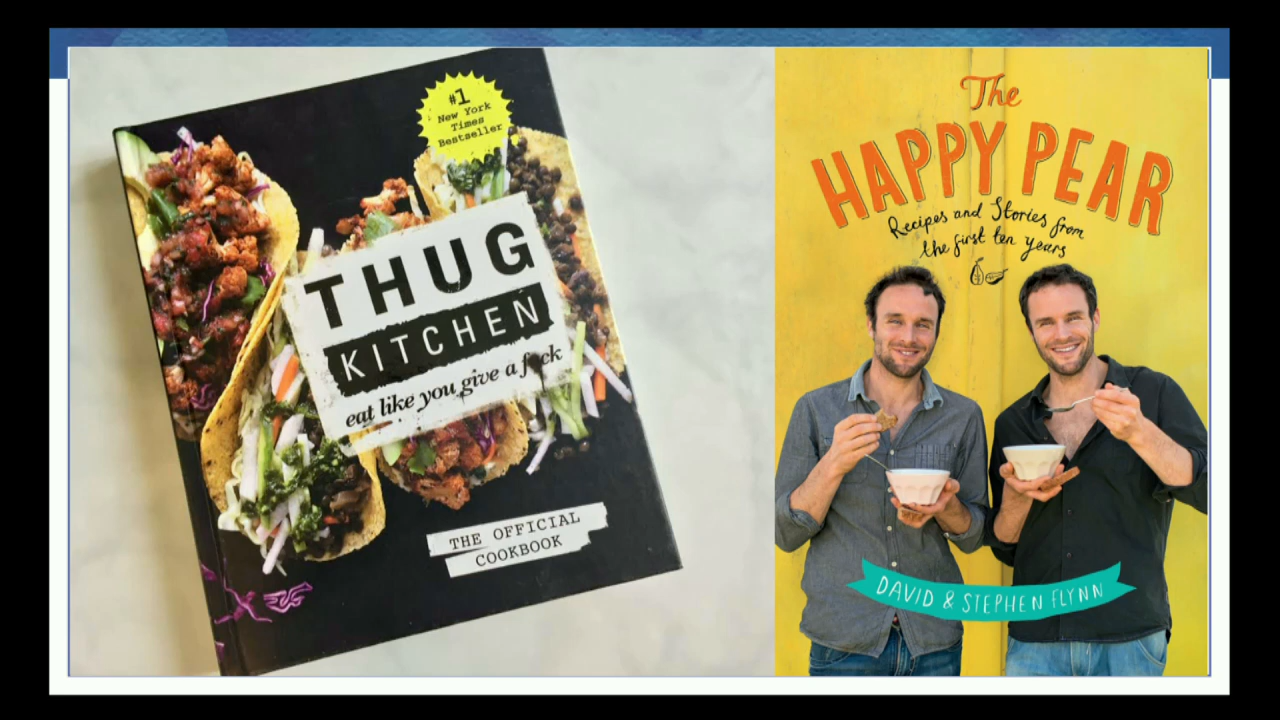 #1
New York
Times
Bestseller
THUG
KITCHEN
eat like you give a f*ck
THE OFFICIAL
COOKBOOK
The
HAPPY PEAR
Recipes and Stories from
the first ten years
DAVID & STEPHEN FLYNN